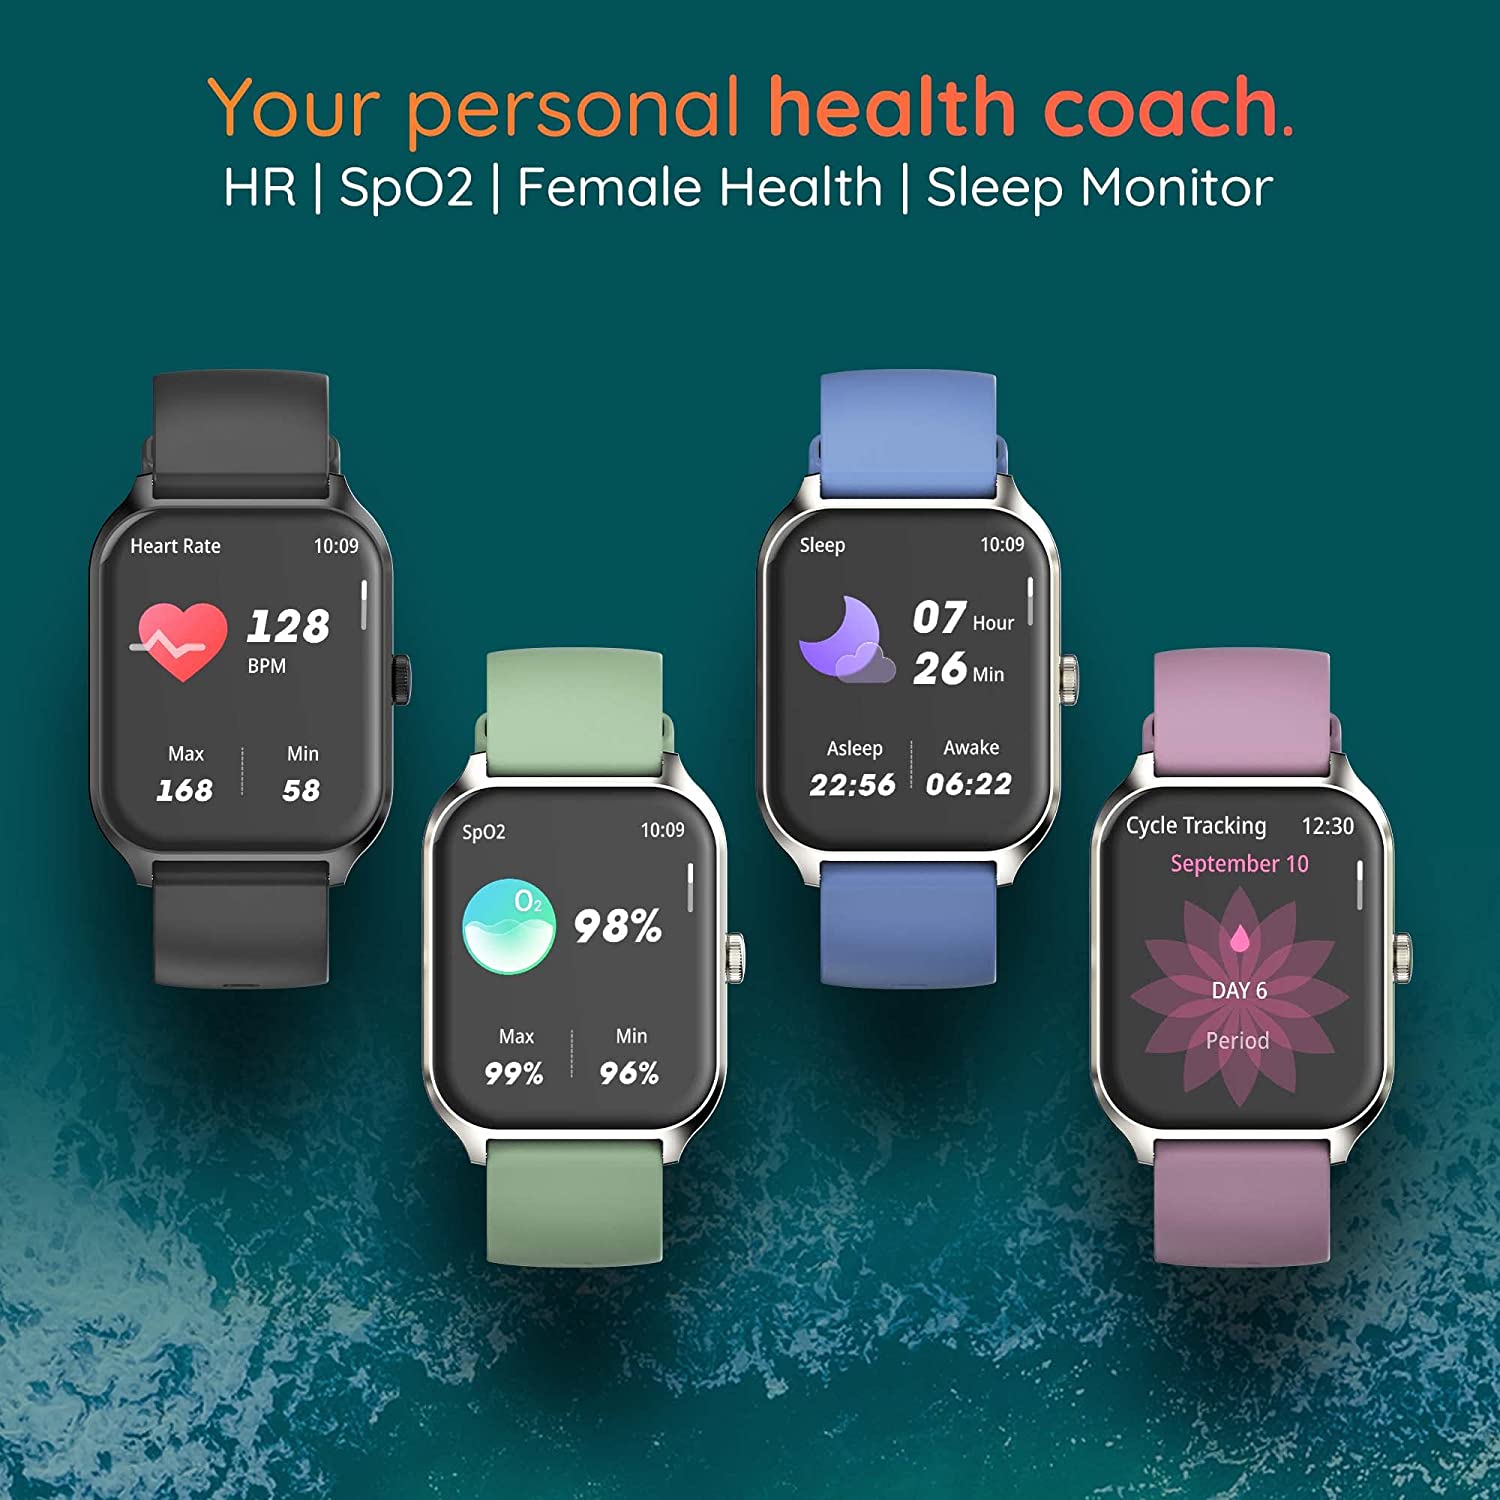 Your personal health coach.
HR | SpO2 | Female Health | Sleep Monitor
Heart Rate 10:09
128
BPM
Max Min
168 58
SpO2 10:09
O2
98%
Max Min
99% 96%
Sleep 10:09
07 Hour
26 Min
Asleep Awake
22:56 06:22
Cycle Tracking 12:30
September 10
DAY 6
Period